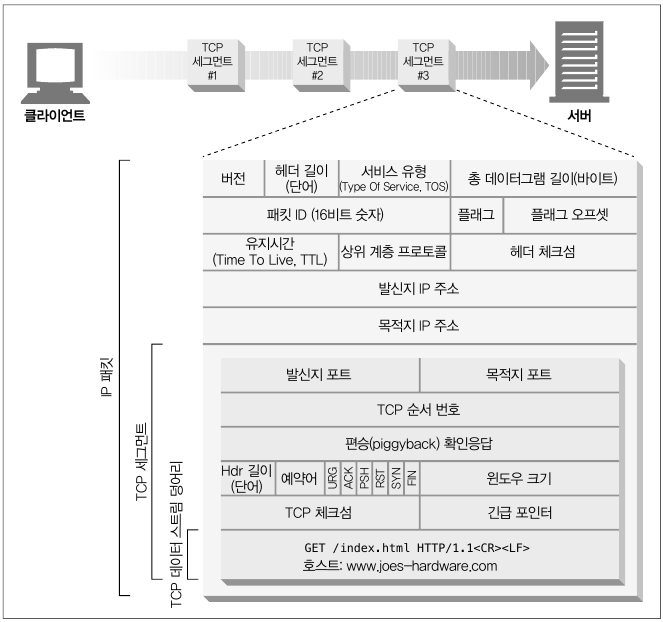 TCP
세그먼트
#1
TCP
세그먼트
#2
TCP
세그먼트
#3
클라이언트
서버
버전
헤더 길이
(단어)
서비스 유형
(Type Of Service, TOS)
총 데이터그램 길이(바이트)
패킷 ID (16비트 숫자)
플래그
플래그 오프셋
유지시간
(Time To Live, TTL)
상위 계층 프로토콜
헤더 체크섬
발신지 IP 주소
목적지 IP 주소
IP 패킷
TCP 세그먼트
TCP 데이터 스트림 덩어리
발신지 포트
목적지 포트
TCP 순서 번호
편승(piggyback) 확인응답
Hdr 길이
(단어)
예약어
URG
ACK
PSH
RST
SYN
FIN
윈도우 크기
TCP 체크섬
긴급 포인터
GET /index.html HTTP/1.1<CR><LF>
호스트: www.joes-hardware.com